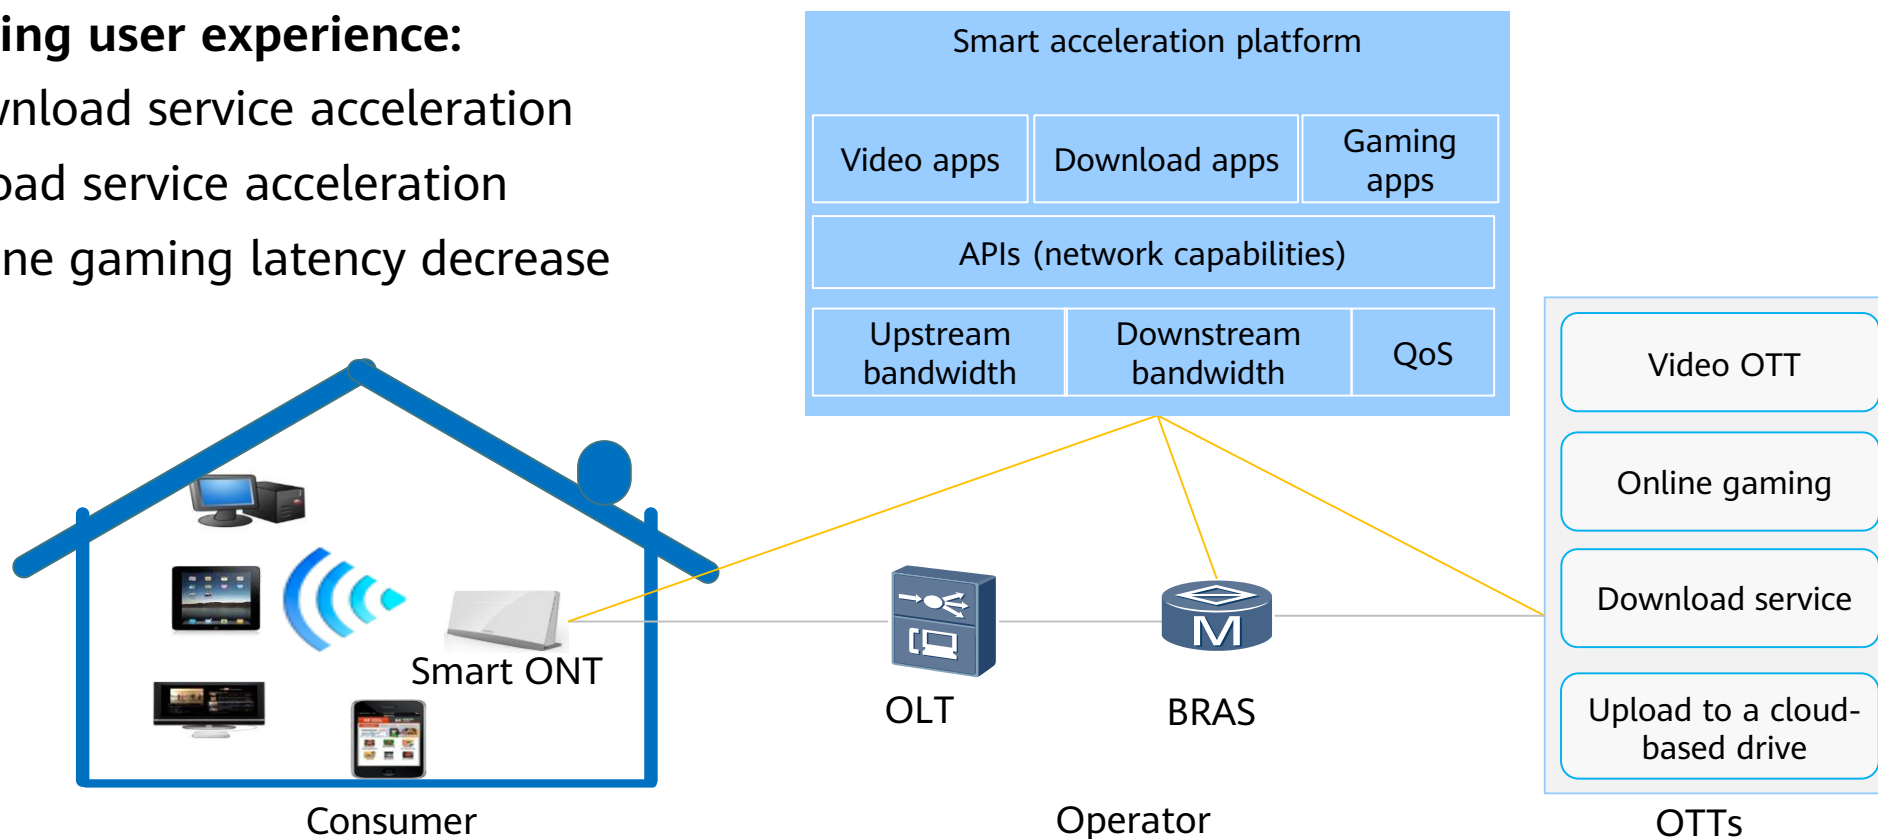 ing user experience:
wnload service acceleration
oad service acceleration
ine gaming latency decrease
Smart acceleration platform
Video apps
Download apps
Gaming
apps
APIs (network capabilities)
Upstream
bandwidth
Downstream
bandwidth
QoS
Video OTT
Online gaming
Download service
Upload to a cloud-
based drive
Smart ONT
OLT
BRAS
M
Consumer
Operator
OTTs